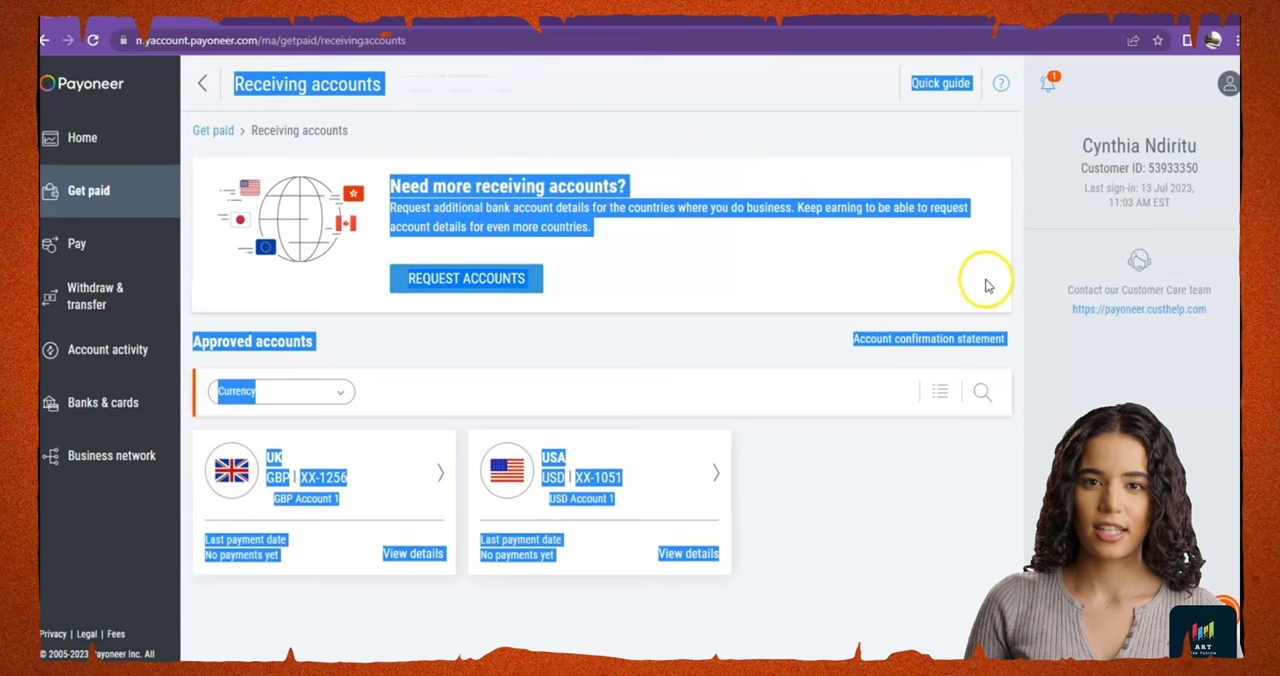 myaccount.payoneer.com/ma/getpaid/receivingaccounts
Payoneer
Receiving accounts
Quick guide
?
1
Home
Get paid > Receiving accounts
Cynthia Ndiritu
Customer ID: 53933350
Last sign-in: 13 Jul 2023,
11:03 AM EST
Get paid
Need more receiving accounts?
Request additional bank account details for the countries where you do business. Keep earning to be able to request
account details for even more countries.
Pay
REQUEST ACCOUNTS
Contact our Customer Care team
https://payoneer.custhelp.com
Withdraw &
transfer
Approved accounts
Account confirmation statement
Account activity
Currency
Banks & cards
Business network
UK
GBP | XX-1256
GBP Account 1
Last payment date
No payments yet
View details
USA
USD | XX-1051
USD Account 1
Last payment date
No payments yet
View details
Privacy | Legal | Fees
© 2005-2023 Payoneer Inc. All
ART
FUSION